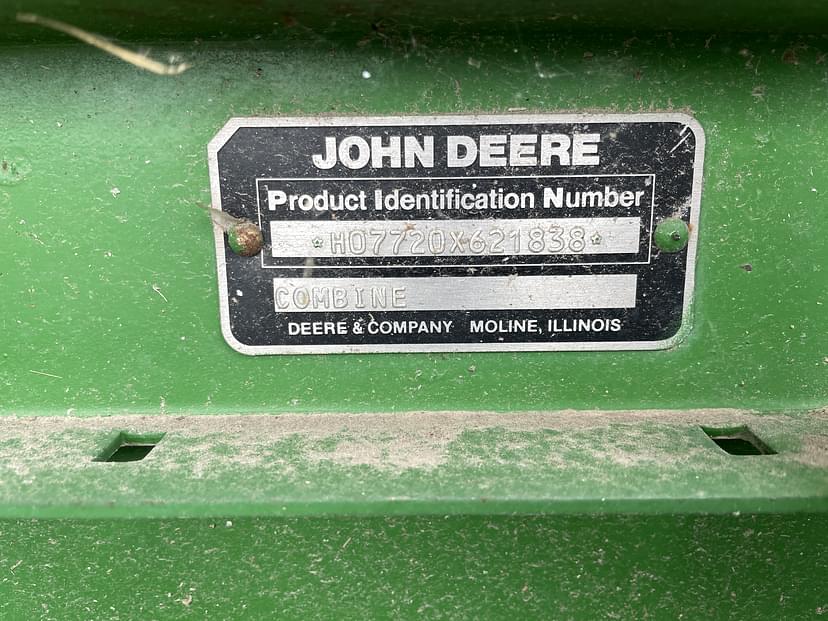 JOHN DEERE
Product Identification Number
*H07720X621838*
COMBINE
DEERE & COMPANY MOLINE, ILLINOIS